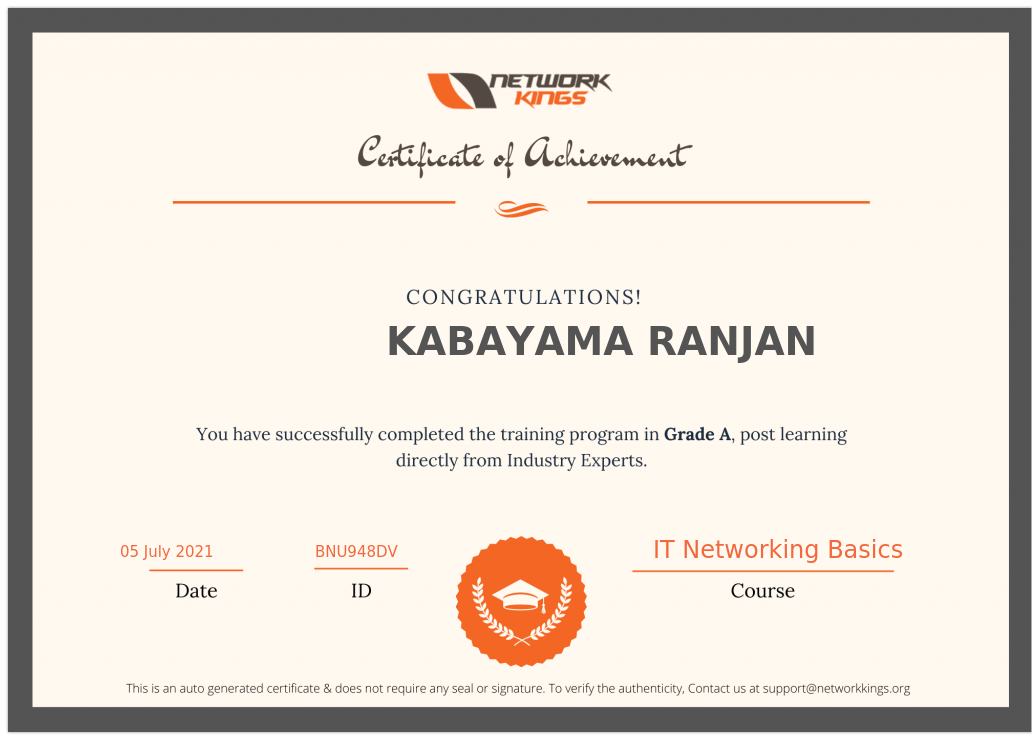 NETWORK
KINGS
Certificate of Achievement
CONGRATULATIONS!
KABAYAMA RANJAN
You have successfully completed the training program in Grade A, post learning
directly from Industry Experts.
05 July 2021 BNU948DV IT Networking Basics
Date ID Course
This is an auto generated certificate & does not require any seal or signature. To verify the authenticity, Contact us at support@networkkings.org